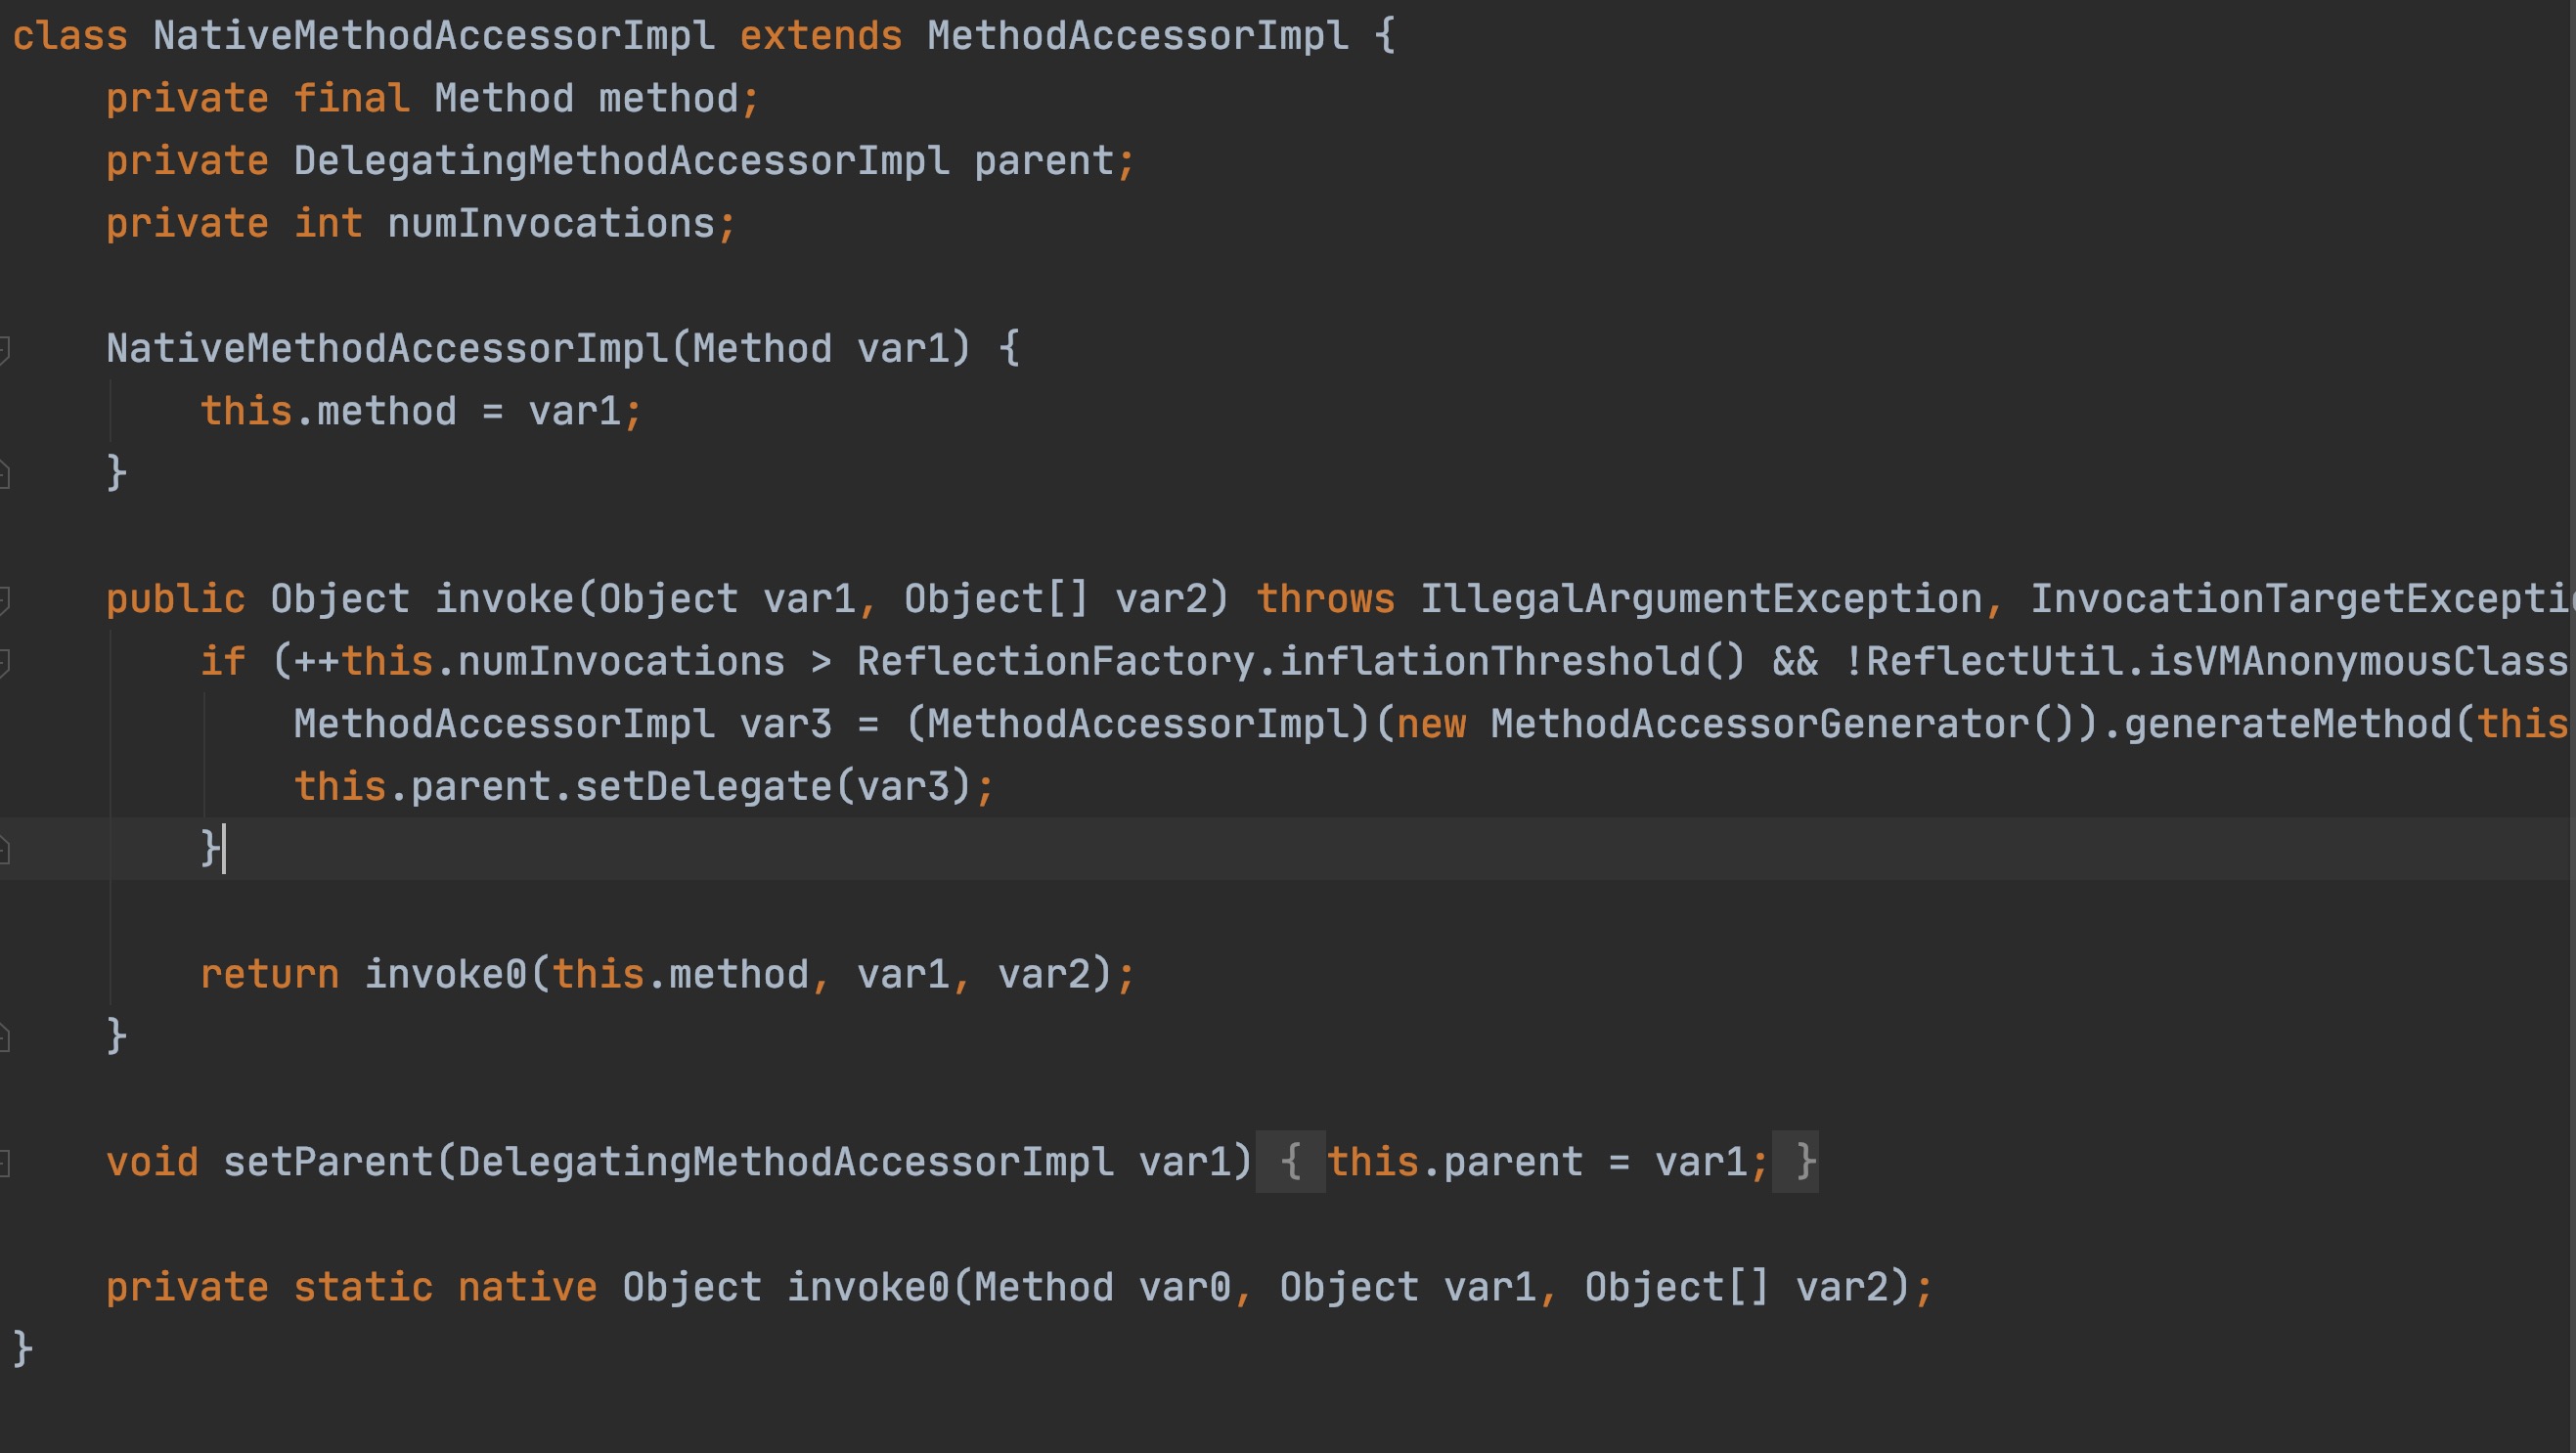 class NativeMethodAccessorImpl extends MethodAccessorImpl {
private final Method method;
private DelegatingMethodAccessorImpl parent;
private int numInvocations;
NativeMethodAccessorImpl(Method var1) {
this.method = var1;
}
public Object invoke(Object var1, Object[] var2) throws IllegalArgumentException, InvocationTargetExceptio
if (++this.numInvocations > ReflectionFactory.inflationThreshold() && !ReflectUtil.isVMAnonymousClass
MethodAccessorImpl var3 = (MethodAccessorImpl)(new MethodAccessorGenerator()).generateMethod(this
this.parent.setDelegate(var3);
}
return invoke0(this.method, var1, var2);
}
void setParent(DelegatingMethodAccessorImpl var1) { this.parent = var1; }
private static native Object invoke0(Method var0, Object var1, Object[] var2);
}